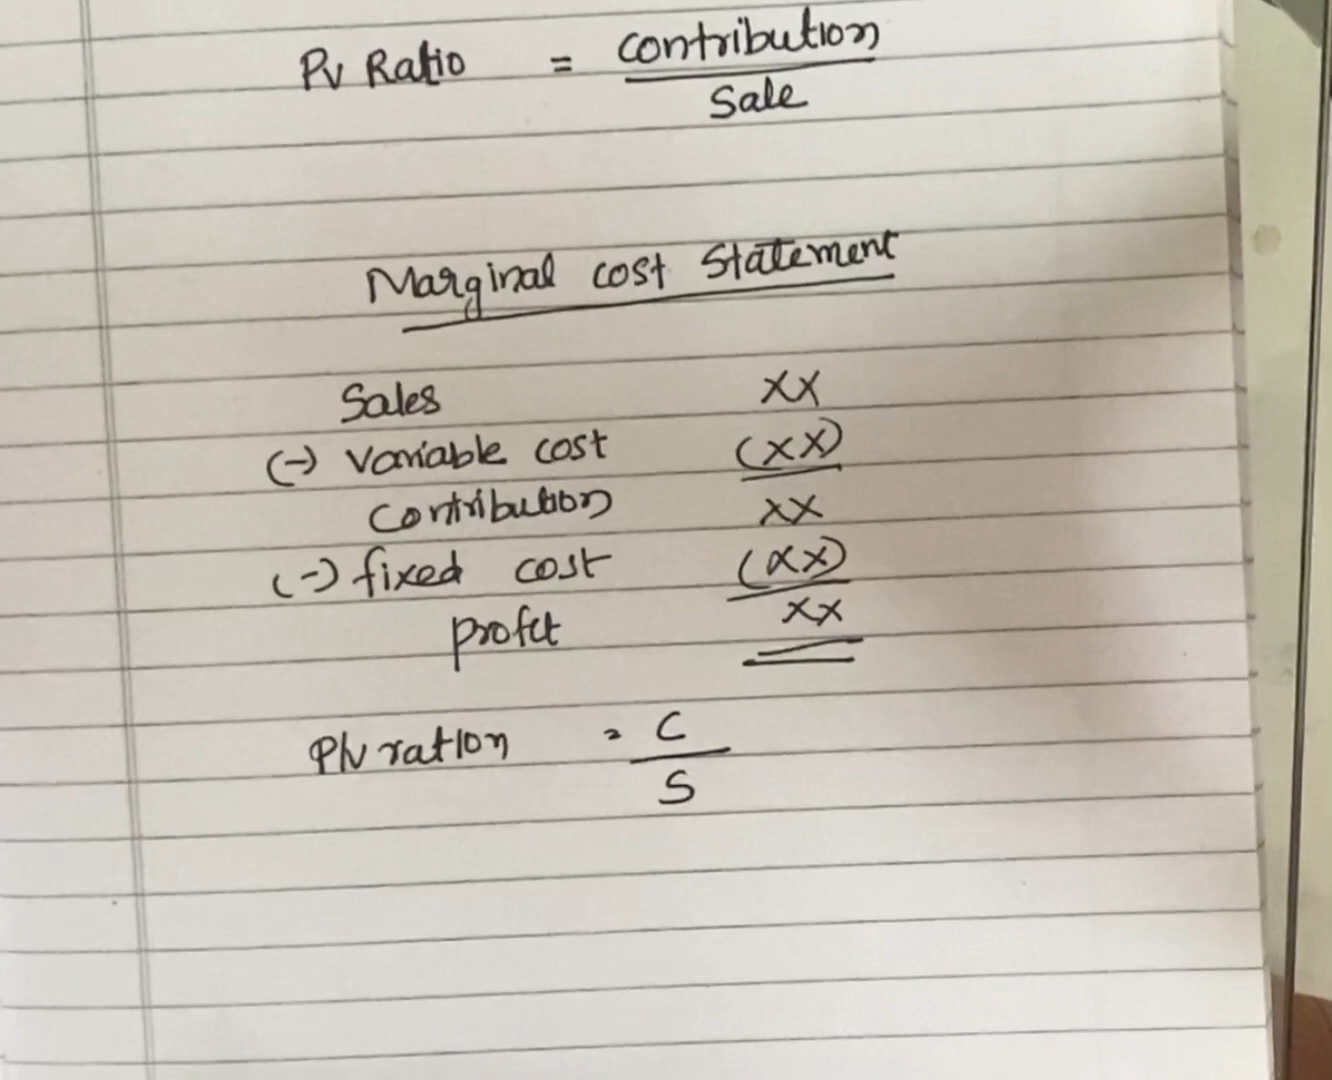 Pv Ratio = contribution
Sale
Marginal cost Statement
Sales XX
(-) Variable cost (XX)
Contribution XX
(-) fixed cost (XX)
profit XX
P/v ration = C
S